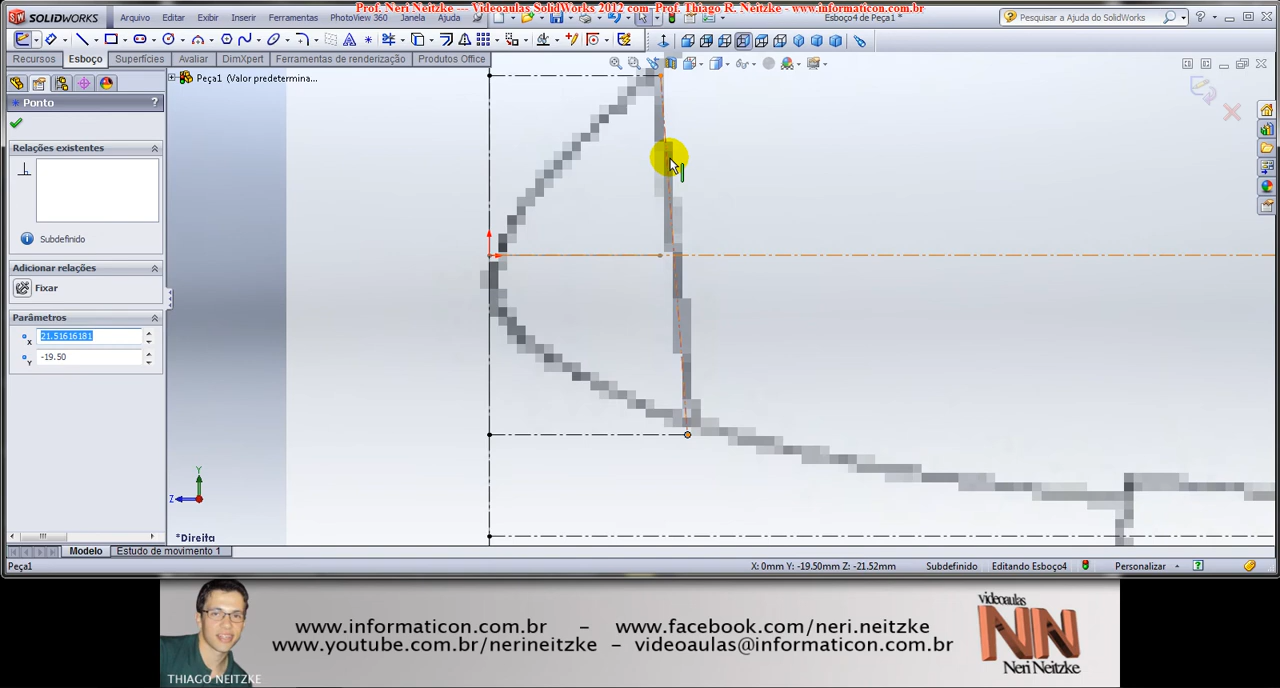 Prof. Neri Neitzke --- Videoaulas SolidWorks 2012 com Prof. Thiago R. Neitzke - www.informaticon.com.br
SOLIDWORKS
Arquivo Editar Exibir Inserir Ferramentas PhotoView 360 My Toolbox Janela Ajuda
Esboço4 de Peça1 *
Pesquisar a Ajuda do SolidWorks
Recursos Esboço Superfícies Avaliar DimXpert Ferramentas de renderização Produtos Office
Peça1 (Valor predetermina...
Ponto ?
Relações existentes
Subdefinido
Adicionar relações
Fixar
Parâmetros
X 21.51616181
Y -19.50
Y
Z
*Direita
Modelo Estudo de movimento 1
Peça1 X: 0mm Y: -19.50mm Z: -21.52mm Subdefinido Editando Esboço4 Personalizar
www.informaticon.com.br - www.facebook.com/neri.neitzke
www.youtube.com.br/nerineitzke - videoaulas@informaticon.com.br
THIAGO NEITZKE
videoaulas
NN
Neri Neitzke